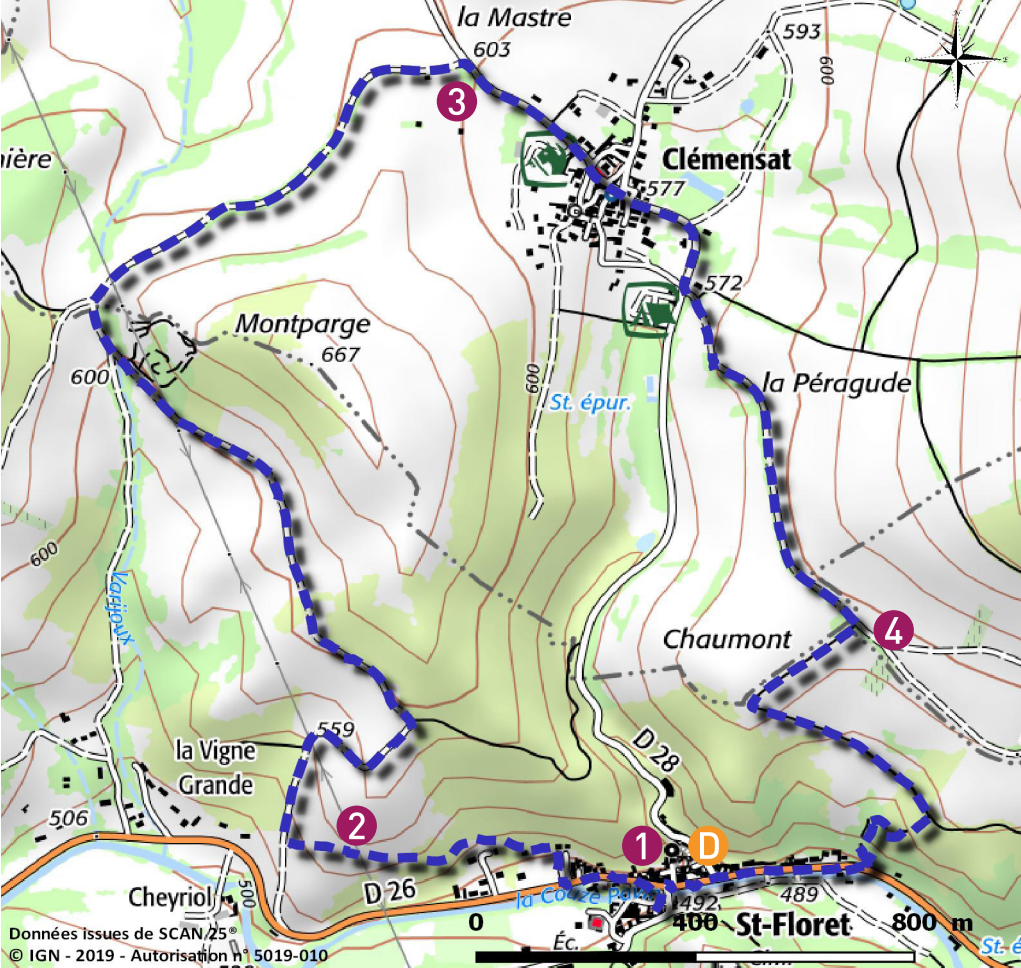 la Mastre
603
593
600
3
nière
Clémensat
577
572
Montparge
667
600
600
la Péragude
St. épur.
600
Varijoux
Chaumont
4
559
la Vigne
Grande
D 28
506
2
1
D
Cheyriol
500
D 26
la Couze Pavin
492
489
0 400 800 m
St-Floret
Éc.
St. é
Données issues de SCAN 25®
© IGN - 2019 - Autorisation n° 5019-010